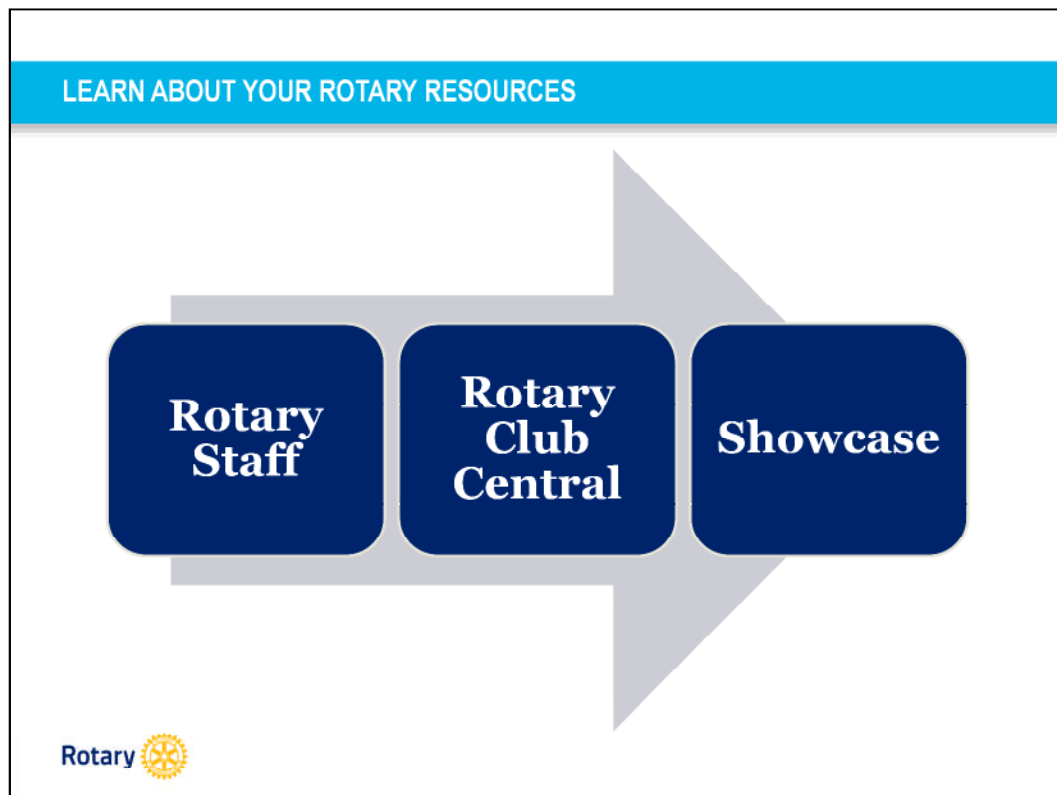 LEARN ABOUT YOUR ROTARY RESOURCES
Rotary
Staff
Rotary
Club
Central
Showcase
Rotary